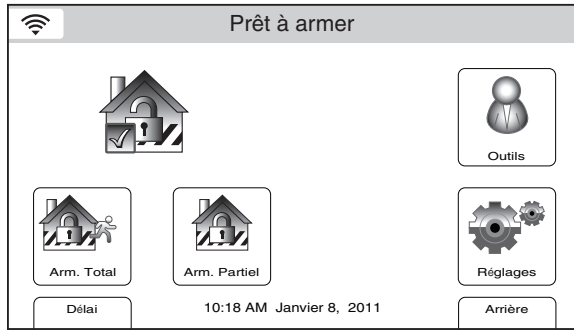 Prêt à armer
Outils
Arm. Total
Arm. Partiel
Réglages
Délai
10:18 AM Janvier 8, 2011
Arrière